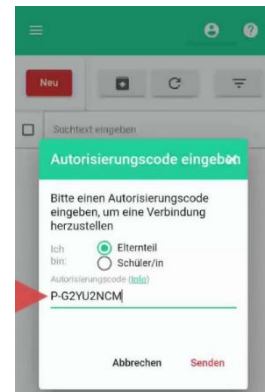 Neu
Suchtext eingeben
Autorisierungscode eingeben
Bitte einen Autorisierungscode
eingeben, um eine Verbindung
herzustellen
Ich
bin:
Elternteil
Schüler/in
Autorisierungscode (Info)
P-G2YU2NCM
Abbrechen
Senden